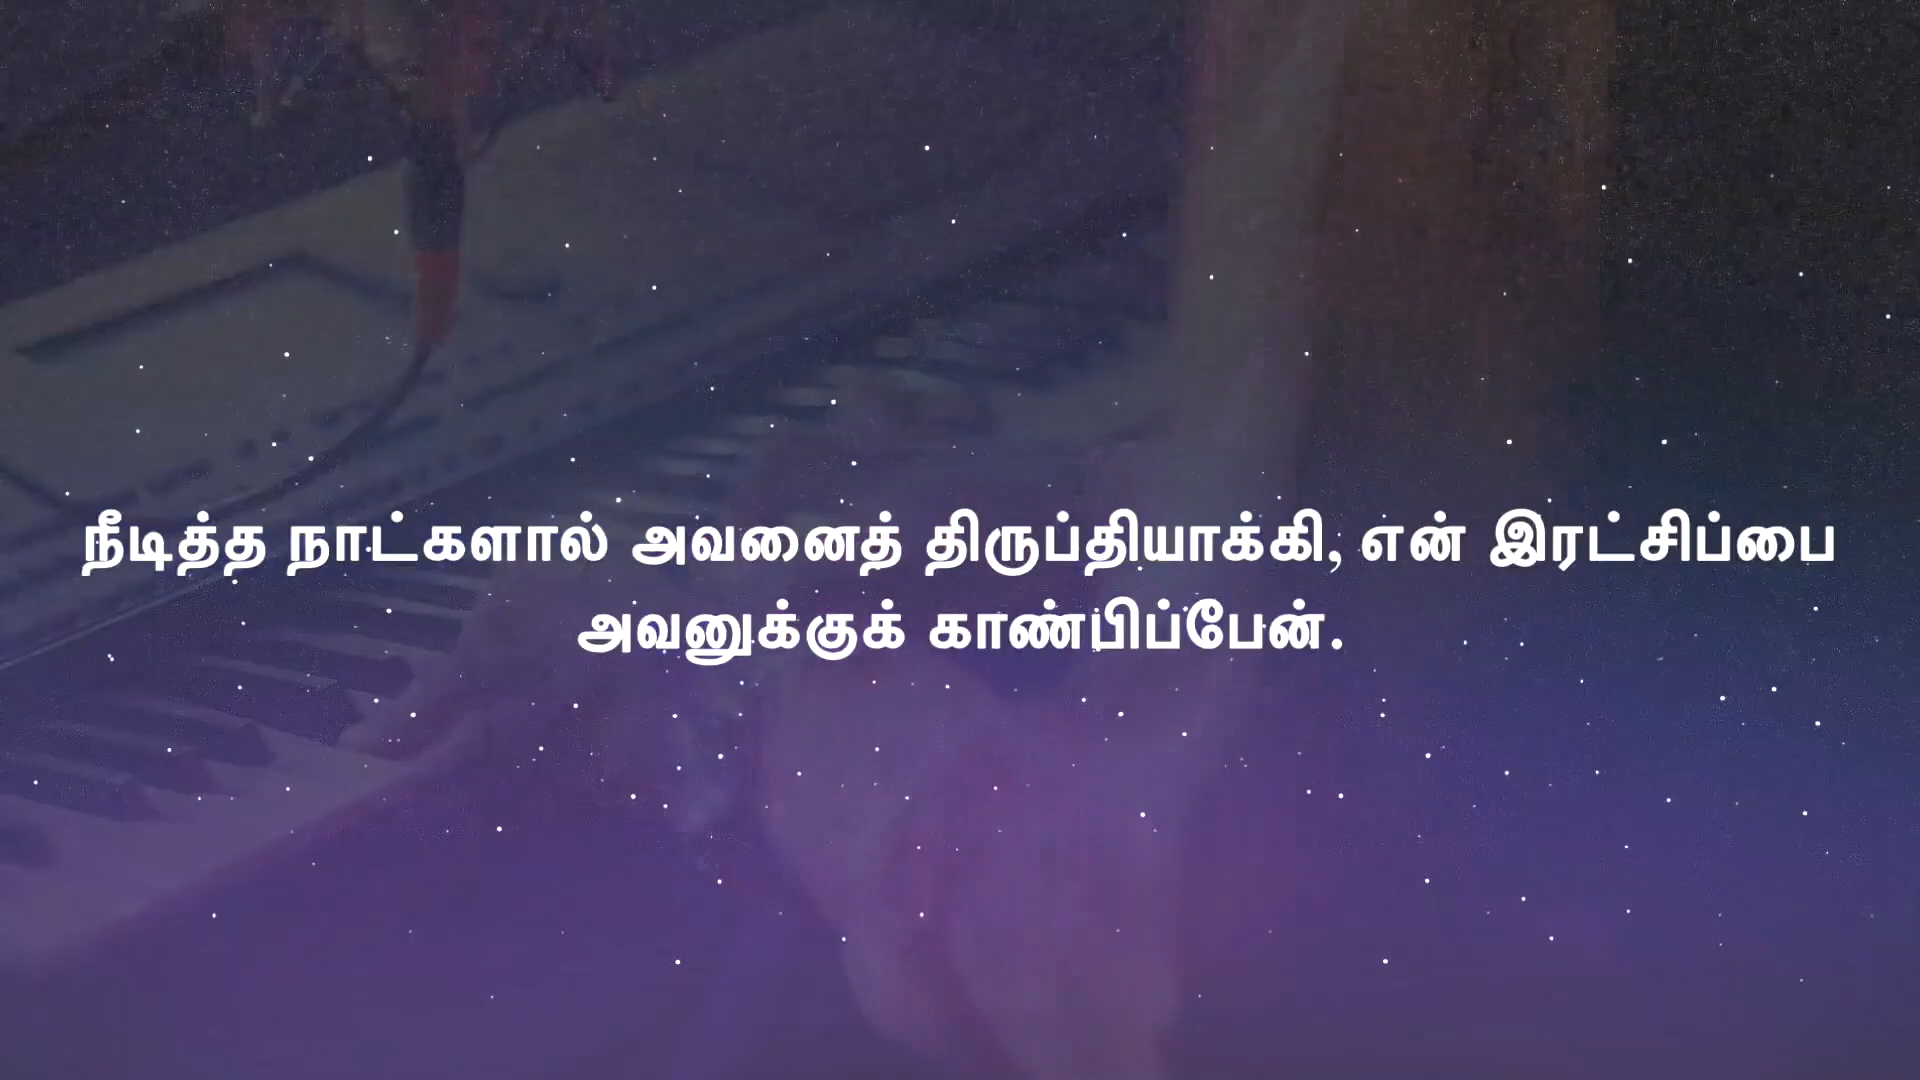 நீடித்த நாட்களால் அவனைத் திருப்தியாக்கி, என் இரட்சிப்பை
அவனுக்குக் காண்பிப்பேன்.